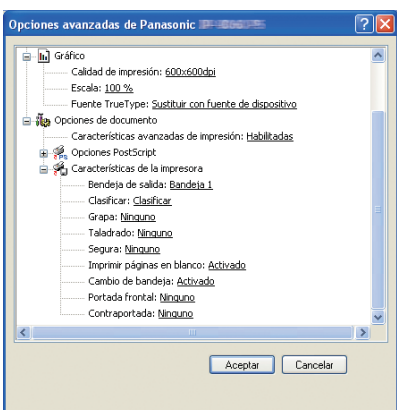 Opciones avanzadas de Panasonic
Gráfico
Calidad de impresión: 600x600dpi
Escala: 100 %
Fuente TrueType: Sustituir con fuente de dispositivo
Opciones de documento
Características avanzadas de impresión: Habilitadas
Opciones PostScript
Características de la impresora
Bendeja de salida: Bandeja 1
Clasificar: Clasificar
Grapa: Ninguno
Taladrado: Ninguno
Segura: Ninguno
Imprimir páginas en blanco: Activado
Cambio de bandeja: Activado
Portada frontal: Ninguno
Contraportada: Ninguno
Aceptar Cancelar